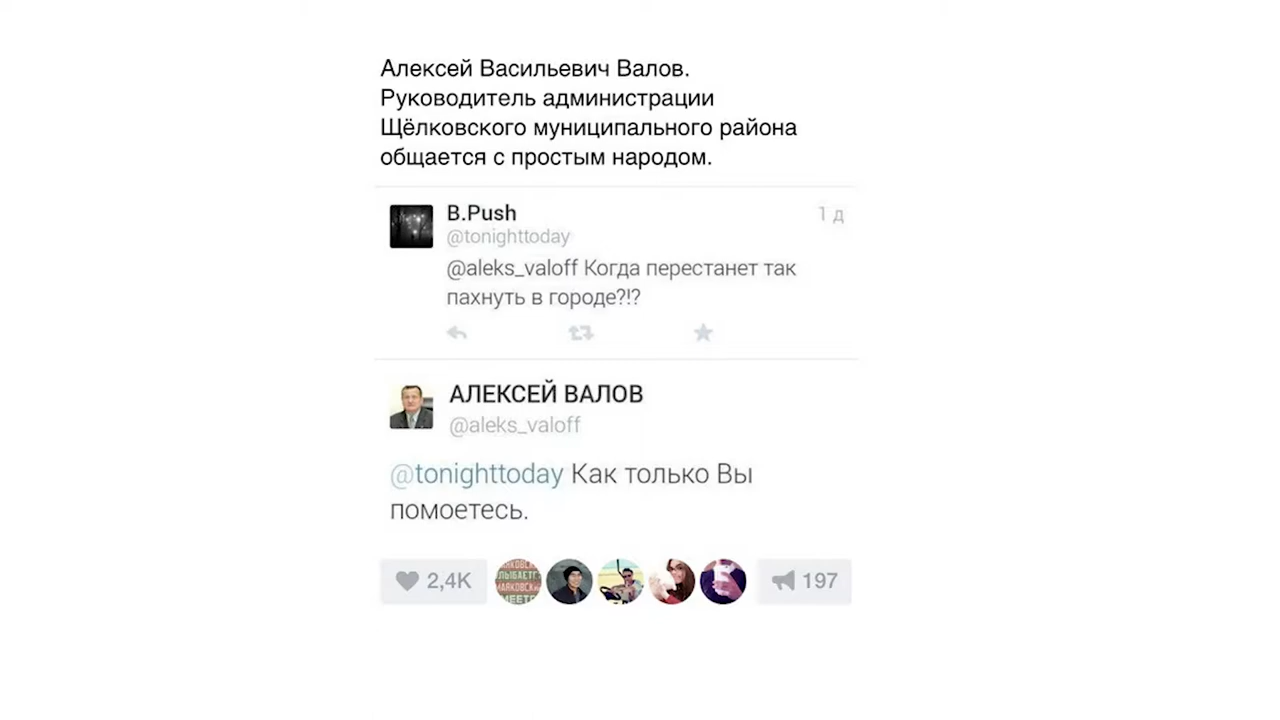 Алексей Васильевич Валов.
Руководитель администрации
Щёлковского муниципального района
общается с простым народом.
B.Push
1 д
@tonighttoday
@aleks_valoff Когда перестанет так
пахнуть в городе?!?
АЛЕКСЕЙ ВАЛОВ
@aleks_valoff
@tonighttoday Как только Вы
помоетесь.
2,4K
197